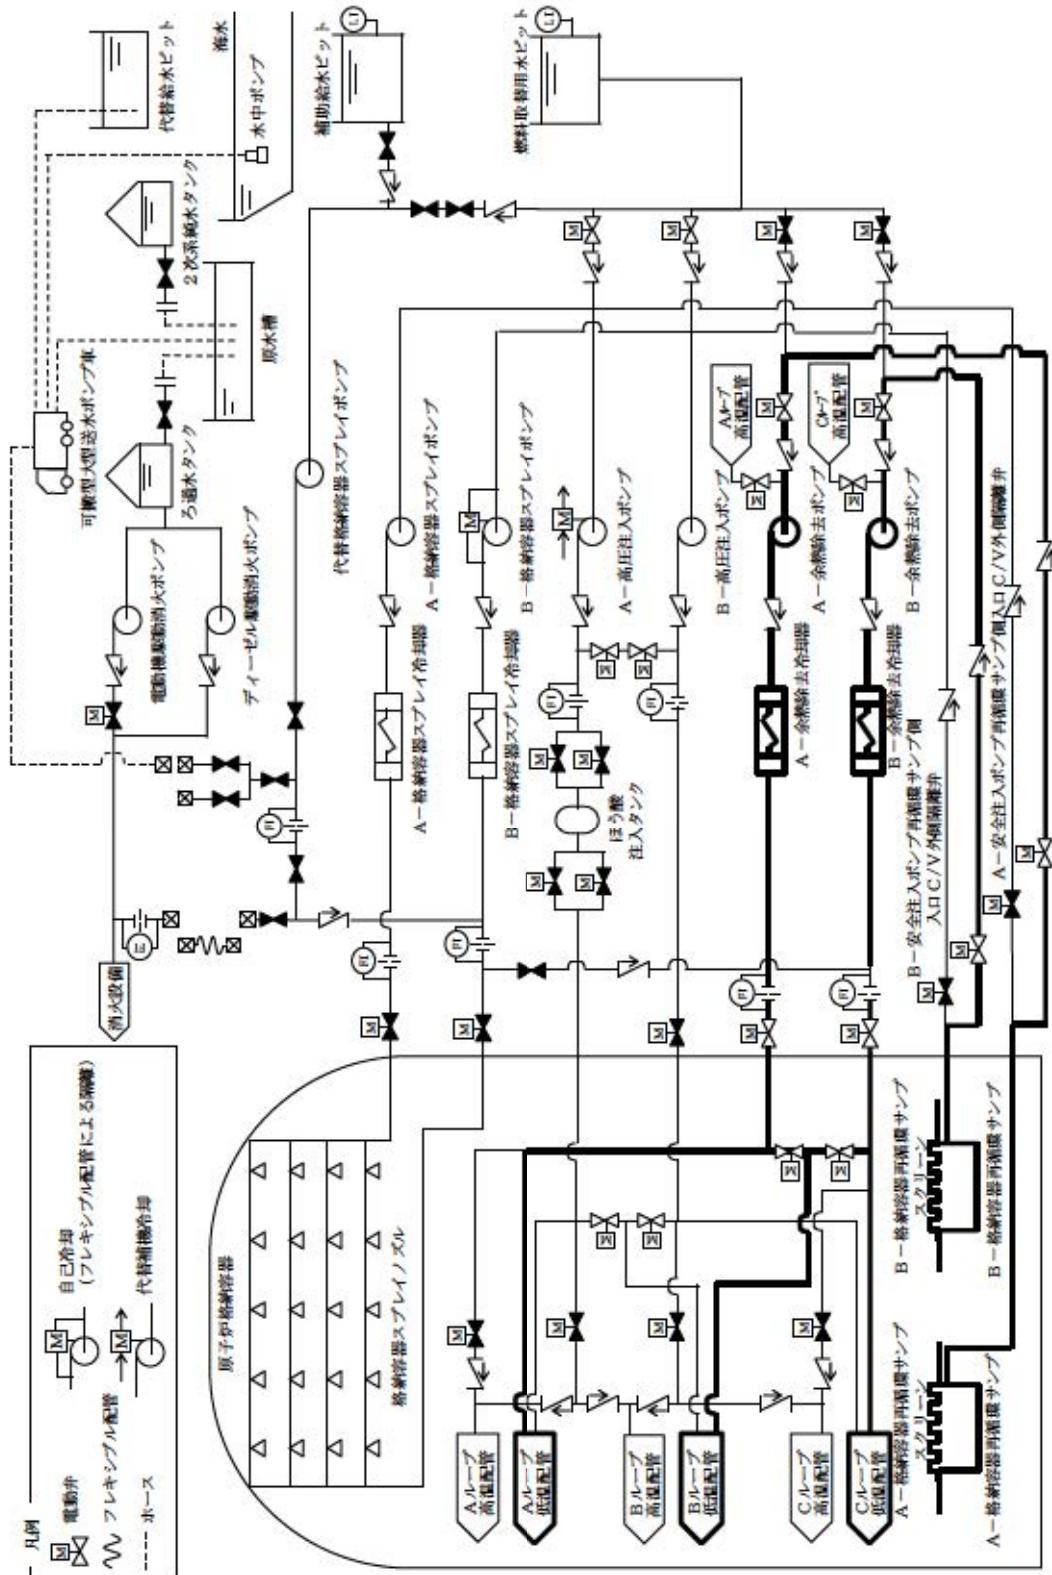 凡例
M
電動弁
フレキシブル配管
ホース
M
自己冷却
(フレキシブル配管による隔離)
M
代替補機冷却
消火設備
FI
電動機駆動消火ポンプ
ディーゼル駆動消火ポンプ
M
ろ過水タンク
可搬型大型送水ポンプ車
2次系純水タンク
原水槽
代替給水ピット
海水
水中ポンプ
補助給水ピット
LI
燃料取替用水ピット
LI
代替格納容器スプレイポンプ
FI
原子炉格納容器
格納容器スプレイノズル
A－格納容器スプレイポンプ
A－格納容器スプレイ冷却器
FI
M
B－格納容器スプレイポンプ
B－格納容器スプレイ冷却器
FI
M
M
A－高圧注入ポンプ
M
ほう酸
注入タンク
FI
M
M
M
M
B－高圧注入ポンプ
FI
M
M
M
M
M
Aループ
高温配管
M
M
M
A－余熱除去ポンプ
A－余熱除去冷却器
FI
M
Cループ
高温配管
M
M
M
B－余熱除去ポンプ
B－余熱除去冷却器
FI
M
B－安全注入ポンプ再循環サンプ側
入口C/V外側隔離弁
M
M
A－安全注入ポンプ再循環サンプ側入口C/V外側隔離弁
M
M
M
M
M
M
M
M
M
M
Aループ
高温配管
Aループ
低温配管
Bループ
高温配管
Bループ
低温配管
Cループ
高温配管
Cループ
低温配管
B－格納容器再循環サンプ
スクリーン
B－格納容器再循環サンプ
A－格納容器再循環サンプ
スクリーン
A－格納容器再循環サンプ